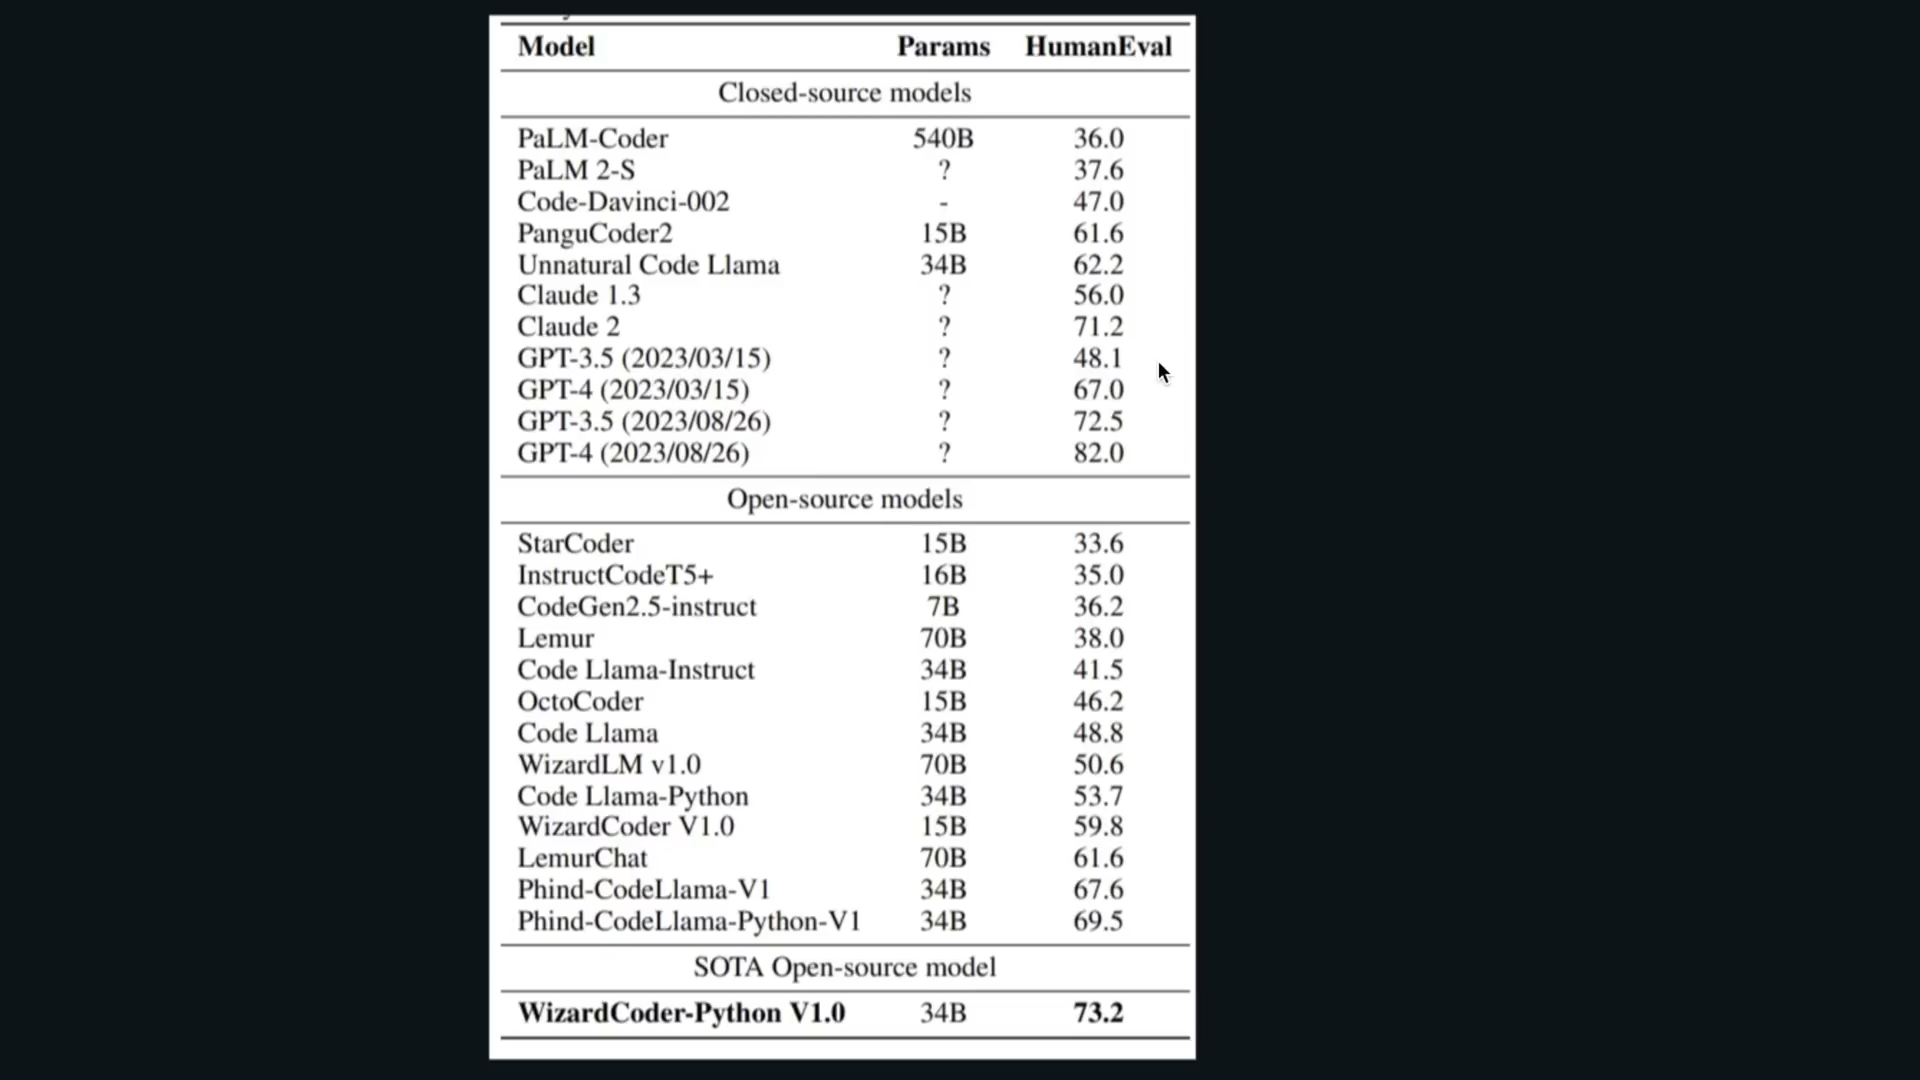 Model Params HumanEval
Closed-source models
PaLM-Coder 540B 36.0
PaLM 2-S ? 37.6
Code-Davinci-002 - 47.0
PanguCoder2 15B 61.6
Unnatural Code Llama 34B 62.2
Claude 1.3 ? 56.0
Claude 2 ? 71.2
GPT-3.5 (2023/03/15) ? 48.1
GPT-4 (2023/03/15) ? 67.0
GPT-3.5 (2023/08/26) ? 72.5
GPT-4 (2023/08/26) ? 82.0
Open-source models
StarCoder 15B 33.6
InstructCodeT5+ 16B 35.0
CodeGen2.5-instruct 7B 36.2
Lemur 70B 38.0
Code Llama-Instruct 34B 41.5
OctoCoder 15B 46.2
Code Llama 34B 48.8
WizardLM v1.0 70B 50.6
Code Llama-Python 34B 53.7
WizardCoder V1.0 15B 59.8
LemurChat 70B 61.6
Phind-CodeLlama-V1 34B 67.6
Phind-CodeLlama-Python-V1 34B 69.5
SOTA Open-source model
WizardCoder-Python V1.0 34B 73.2